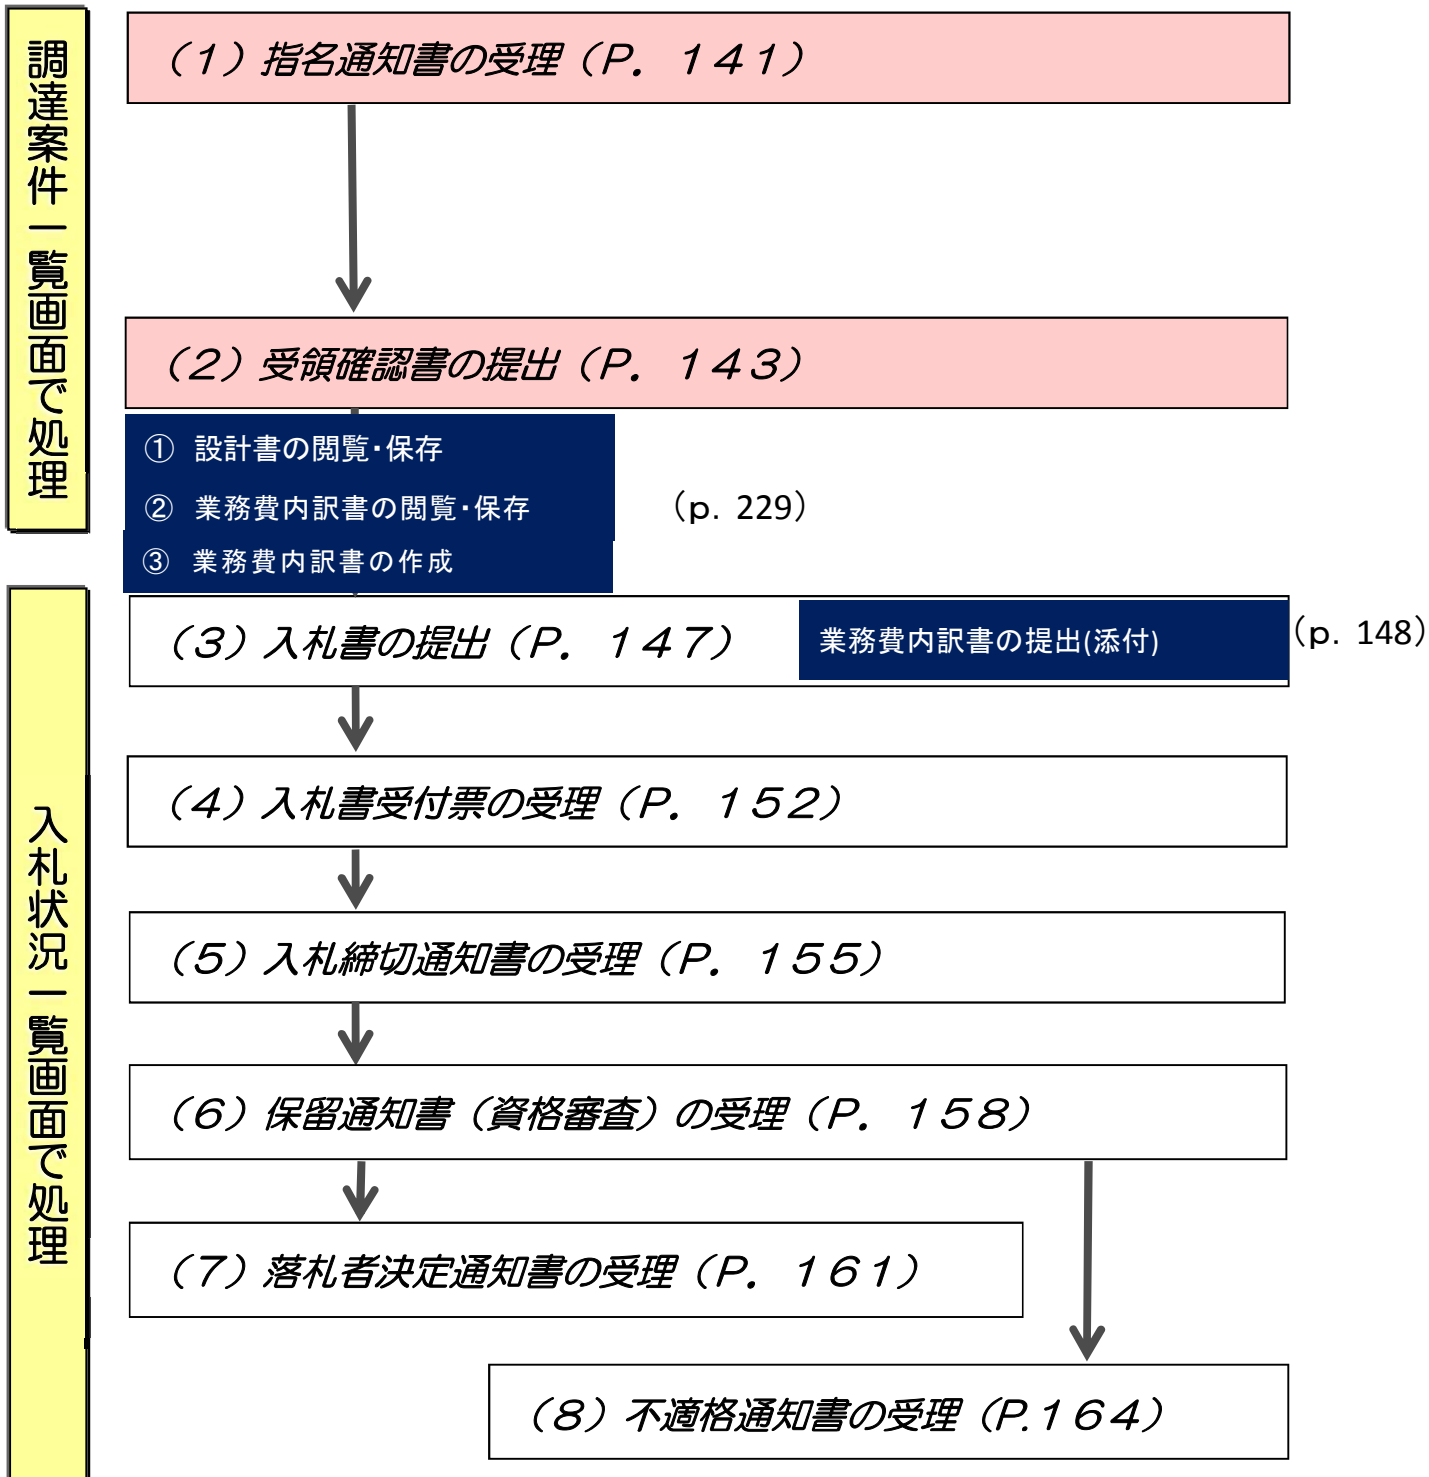 調達案件一覧画面で処理
（１）指名通知書の受理（Ｐ．１４１）
（２）受領確認書の提出（Ｐ．１４３）
① 設計書の閲覧・保存
② 業務費内訳書の閲覧・保存
（p. 229）
③ 業務費内訳書の作成
入札状況一覧画面で処理
（３）入札書の提出（Ｐ．１４７）
業務費内訳書の提出(添付)
（p. 148）
（４）入札書受付票の受理（Ｐ．１５２）
（５）入札締切通知書の受理（Ｐ．１５５）
（６）保留通知書（資格審査）の受理（Ｐ．１５８）
（７）落札者決定通知書の受理（Ｐ．１６１）
（８）不適格通知書の受理（P.１６４）